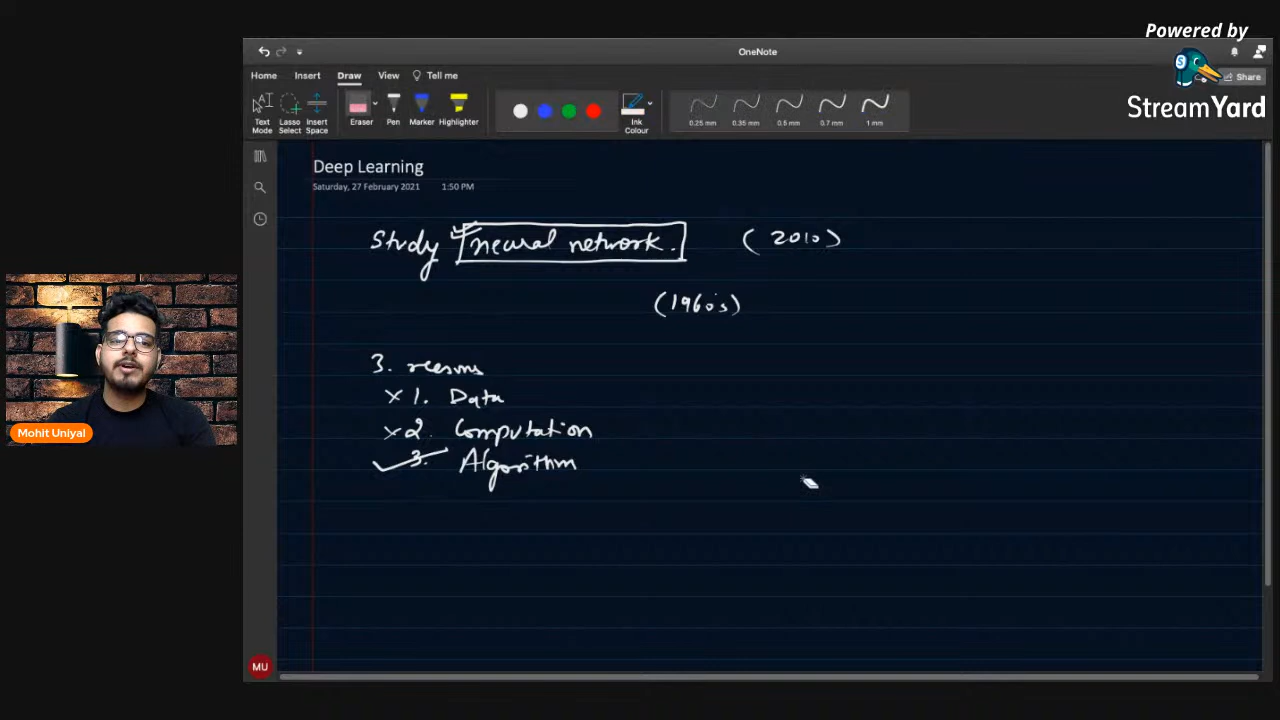 Powered by
StreamYard
OneNote
Home Insert Draw View Tell me
Share
Text Mode
Lasso Select
Insert Space
Eraser
Pen
Marker
Highlighter
Ink Colour
0.25 mm 0.35 mm 0.5 mm 0.7 mm 1 mm
Deep Learning
Saturday, 27 February 2021 1:50 PM
Study neural network. (2010)
(1960's)
3. reasons
× 1. Data
× 2. Computation
✓ 3. Algorithm
Mohit Uniyal
MU